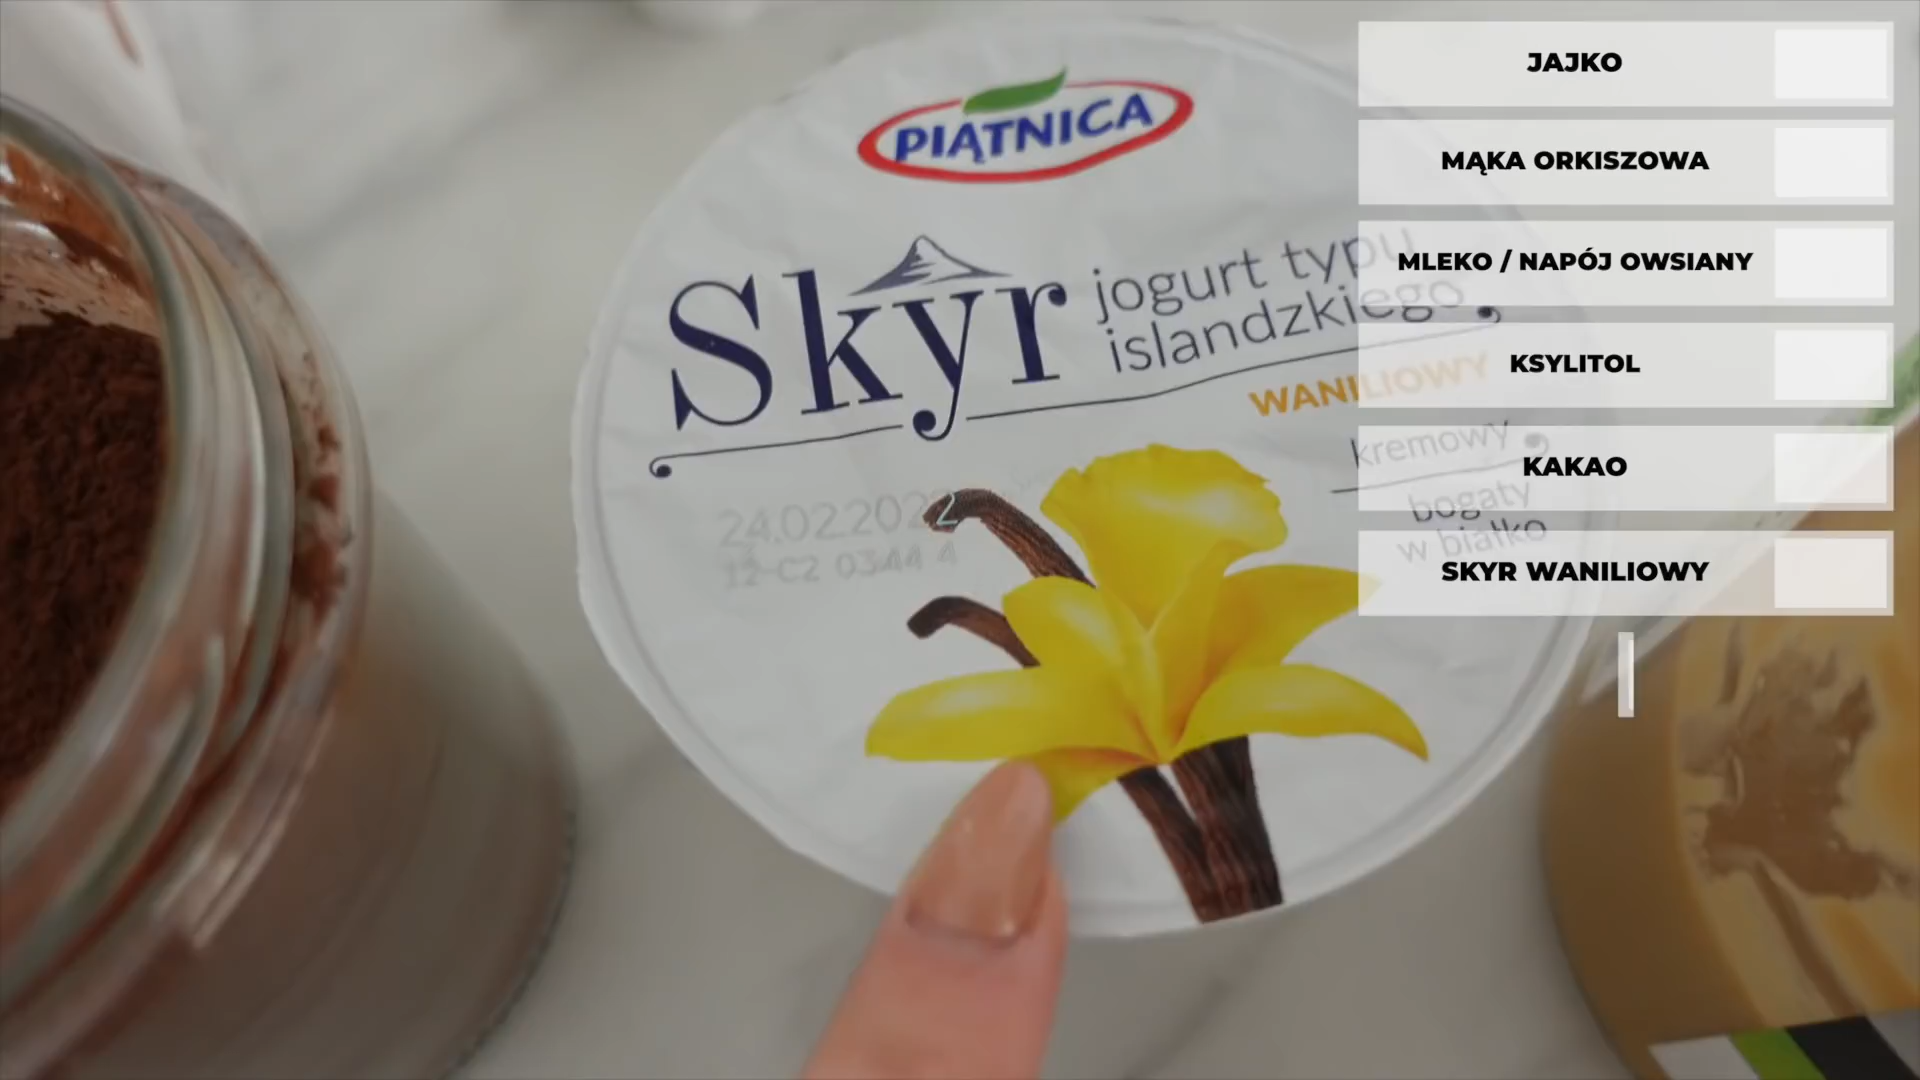 PIĄTNICA
Skyr
jogurt typu
islandzkiego
WANILIOWY
kremowy
bogaty
w białko
24.02.2022
12-C2 0344 4
JAJKO
MĄKA ORKISZOWA
MLEKO / NAPÓJ OWSIANY
KSYLITOL
KAKAO
SKYR WANILIOWY